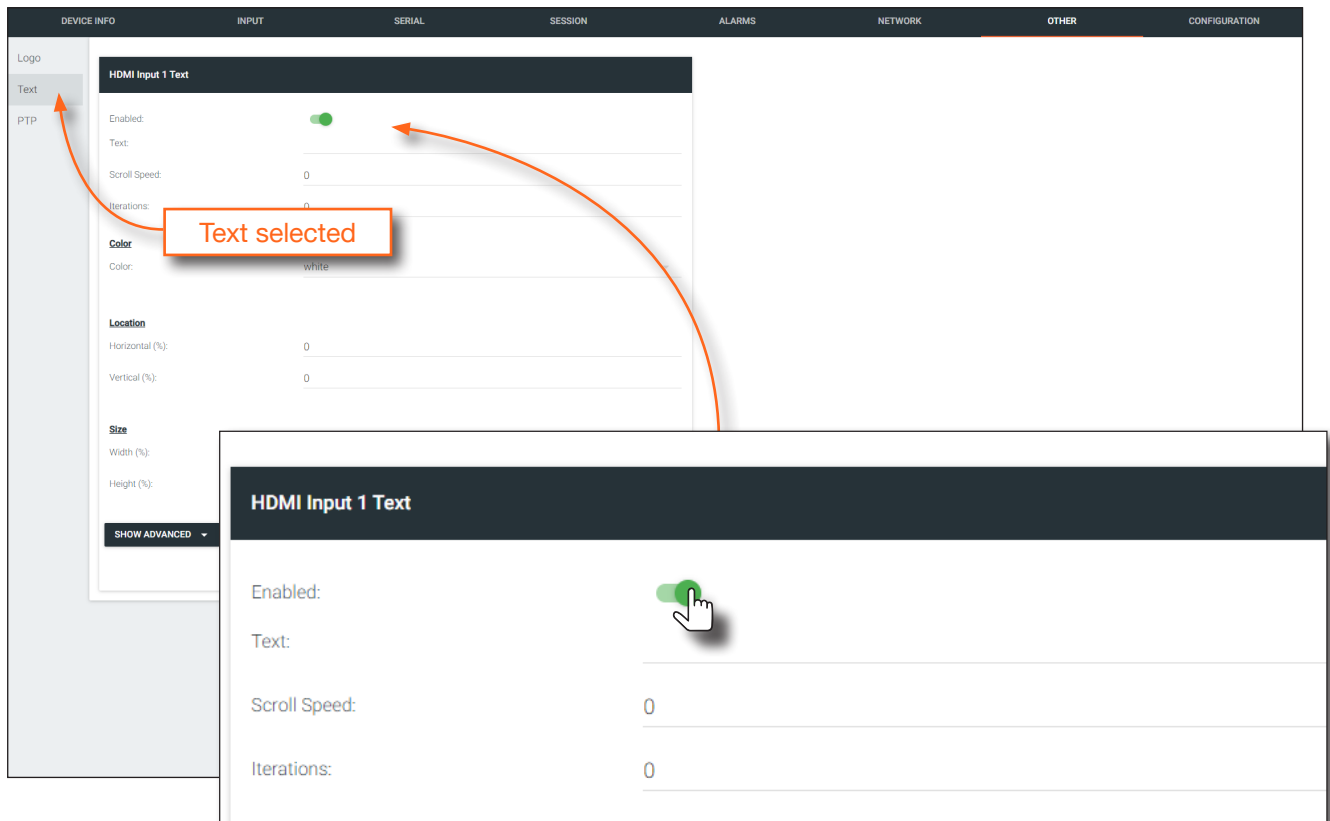 DEVICE INFO INPUT SERIAL SESSION ALARMS NETWORK OTHER CONFIGURATION
Logo
Text
PTP
HDMI Input 1 Text
Enabled:
Text:
Scroll Speed: 0
Iterations: 0
Text selected
Color
Color: white
Location
Horizontal (%): 0
Vertical (%): 0
Size
Width (%):
Height (%):
SHOW ADVANCED
HDMI Input 1 Text
Enabled:
Text:
Scroll Speed: 0
Iterations: 0